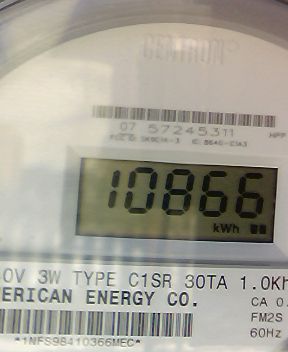 CENTRON®
07 57245311
10866
kWh
.0V 3W TYPE C1SR 30TA 1.0Kh
ERICAN ENERGY CO.
CA 0.
FM2S
60Hz
*1NFS98410366MEC*